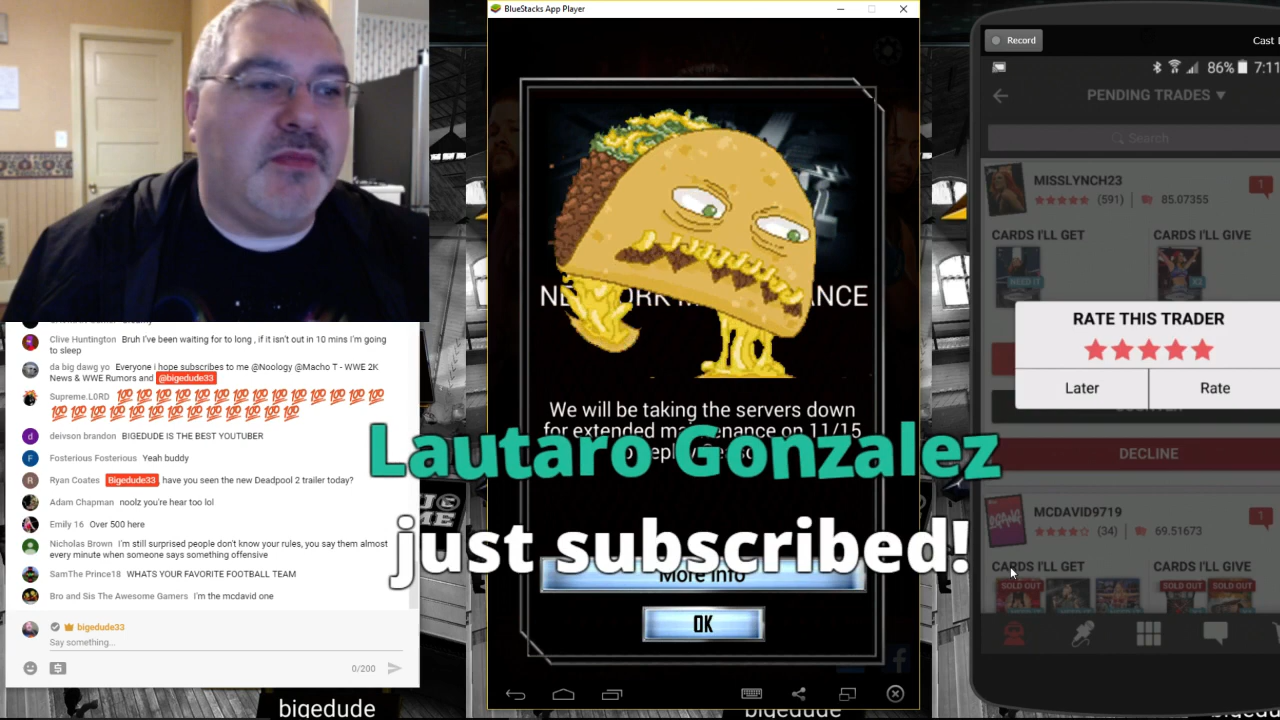 BlueStacks App Player
Record
Cast
86%
7:11
PENDING TRADES
Search
MISSLYNCH23
1
(591)
85.07355
CARDS I'LL GET
CARDS I'LL GIVE
NEED IT
X3
RATE THIS TRADER
Later
Rate
DECLINE
MCDAVID9719
1
(34)
69.51673
CARDS I'LL GET
CARDS I'LL GIVE
SOLD OUT
SOLD OUT
SOLD OUT
We will be taking the servers down
for extended maintenance on 11/15
Lautaro Gonzalez
just subscribed!
More Info
OK
Clive Huntington Bruh I've been waiting for to long , if it isn't out in 10 mins I'm going
to sleep
da big dawg yo Everyone i hope subscribes to me @Noology @Macho T - WWE 2K
News & WWE Rumors and @bigedude33
Supreme.L0RD
deivson brandon BIGEDUDE IS THE BEST YOUTUBER
F Fosterious Fosterious Yeah buddy
R Ryan Coates Bigedude33 have you seen the new Deadpool 2 trailer today?
Adam Chapman noolz you're hear too lol
Emily 16 Over 500 here
Nicholas Brown I'm still surprised people don't know your rules, you say them almost
every minute when someone says something offensive
SamThe Prince18 WHATS YOUR FAVORITE FOOTBALL TEAM
Bro and Sis The Awesome Gamers I'm the mcdavid one
bigedude33
Say something...
0/200
bigedude
bigedude